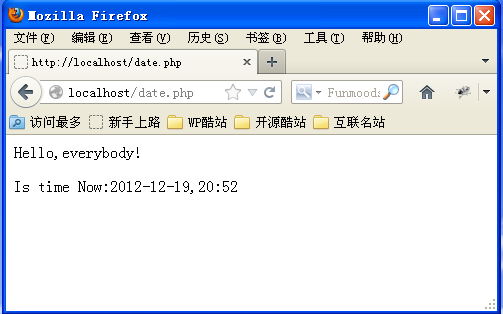 Mozilla Firefox
文件(F) 编辑(E) 查看(V) 历史(S) 书签(B) 工具(T) 帮助(H)
http://localhost/date.php
localhost/date.php Funmoods
访问最多 新手上路 WP酷站 开源酷站 互联名站
Hello,everybody!
Is time Now:2012-12-19,20:52